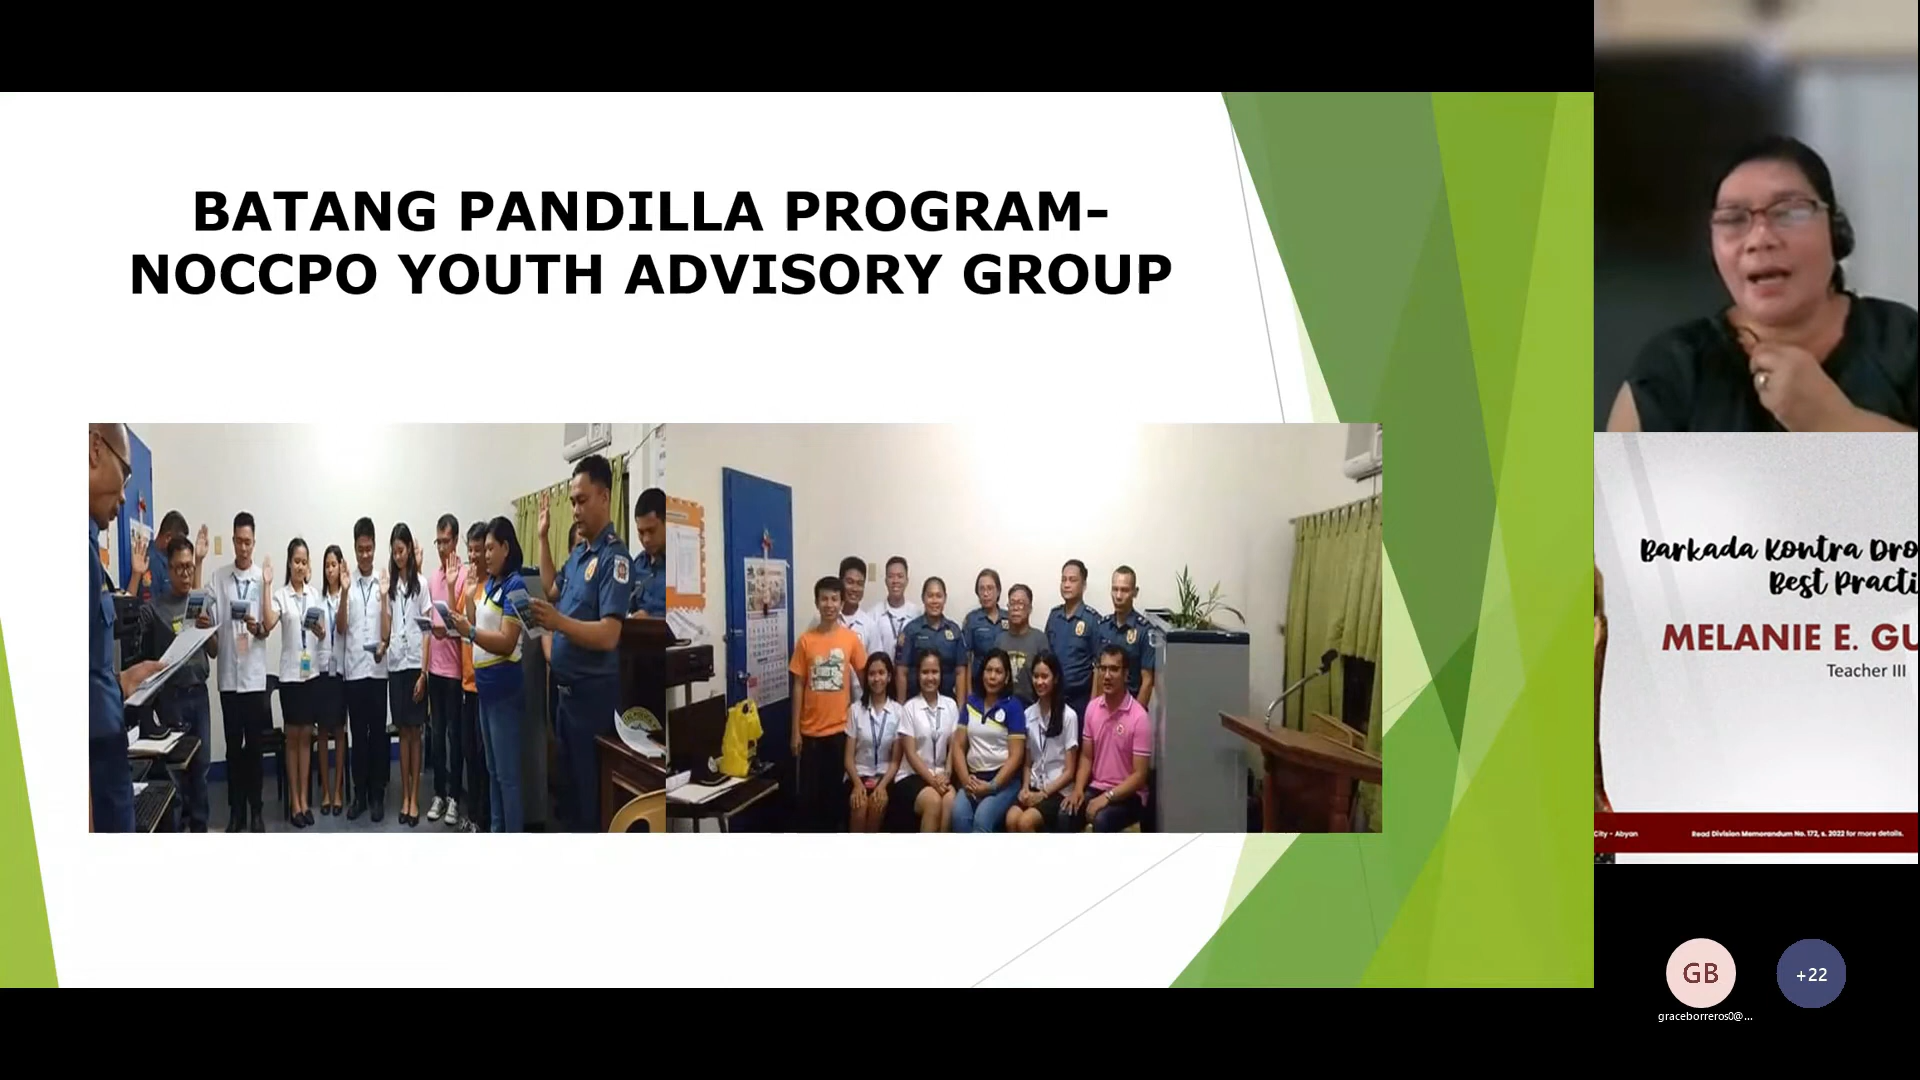 BATANG PANDILLA PROGRAM-
NOCCPO YOUTH ADVISORY GROUP
Barkada Kontra Dro
Best Practi
MELANIE E. GU
Teacher III
City - Abyan
Read Division Memorandum No. 172, s. 2022 for more details.
GB
+22
graceborreros0@...